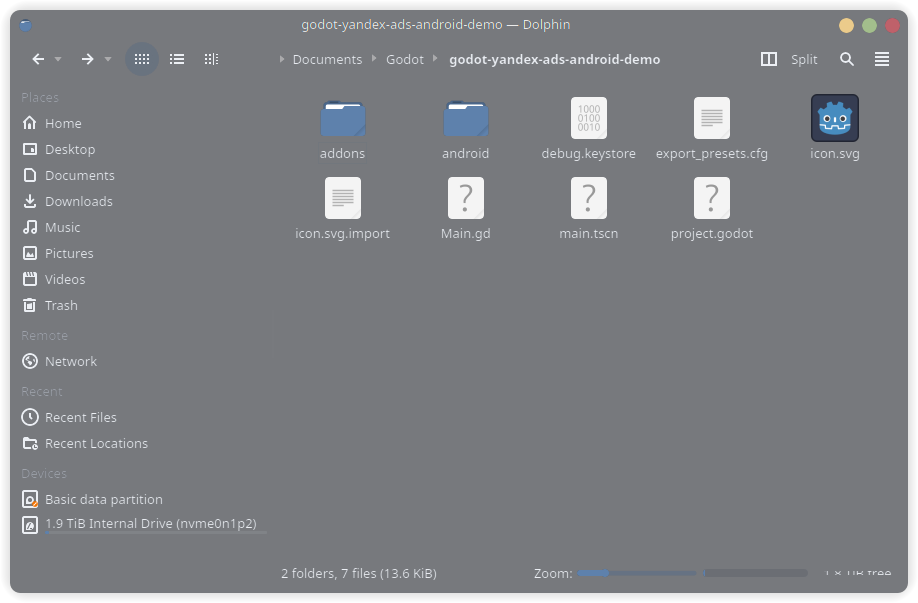 godot-yandex-ads-android-demo — Dolphin
Documents Godot godot-yandex-ads-android-demo Split
Places
Home
Desktop
Documents
Downloads
Music
Pictures
Videos
Trash
Remote
Network
Recent
Recent Files
Recent Locations
Devices
Basic data partition
1.9 TiB Internal Drive (nvme0n1p2)
addons
android
1000
0100
0010
debug.keystore
export_presets.cfg
icon.svg
icon.svg.import
?
Main.gd
?
main.tscn
?
project.godot
2 folders, 7 files (13.6 KiB)
Zoom:
TiB free